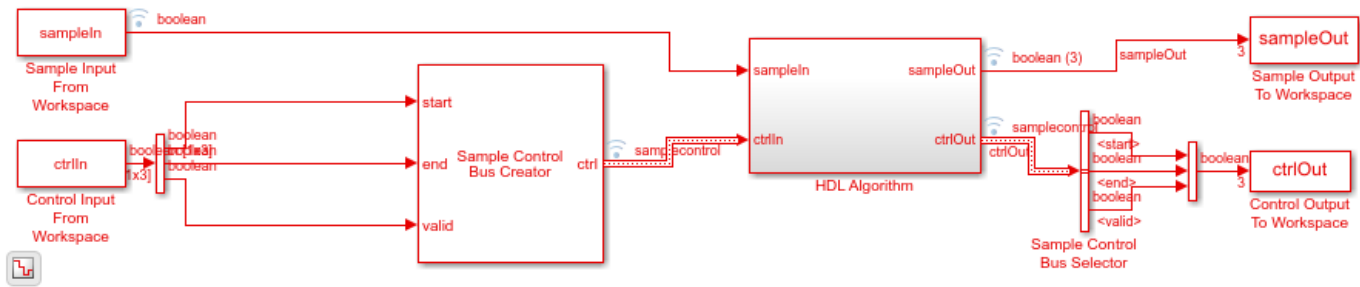 boolean
sampleIn
Sample Input
From
Workspace
start
end
valid
Sample Control
Bus Creator
ctrl
samplecontrol
boolean
boolean
ctrlIn
Control Input
From
Workspace
sampleIn
ctrlIn
sampleOut
ctrlOut
HDL Algorithm
boolean (3)
sampleOut
3
sampleOut
Sample Output
To Workspace
samplecontrol
ctrlOut
boolean
<start>
boolean
<end>
boolean
<valid>
Sample Control
Bus Selector
boolean
3
ctrlOut
Control Output
To Workspace